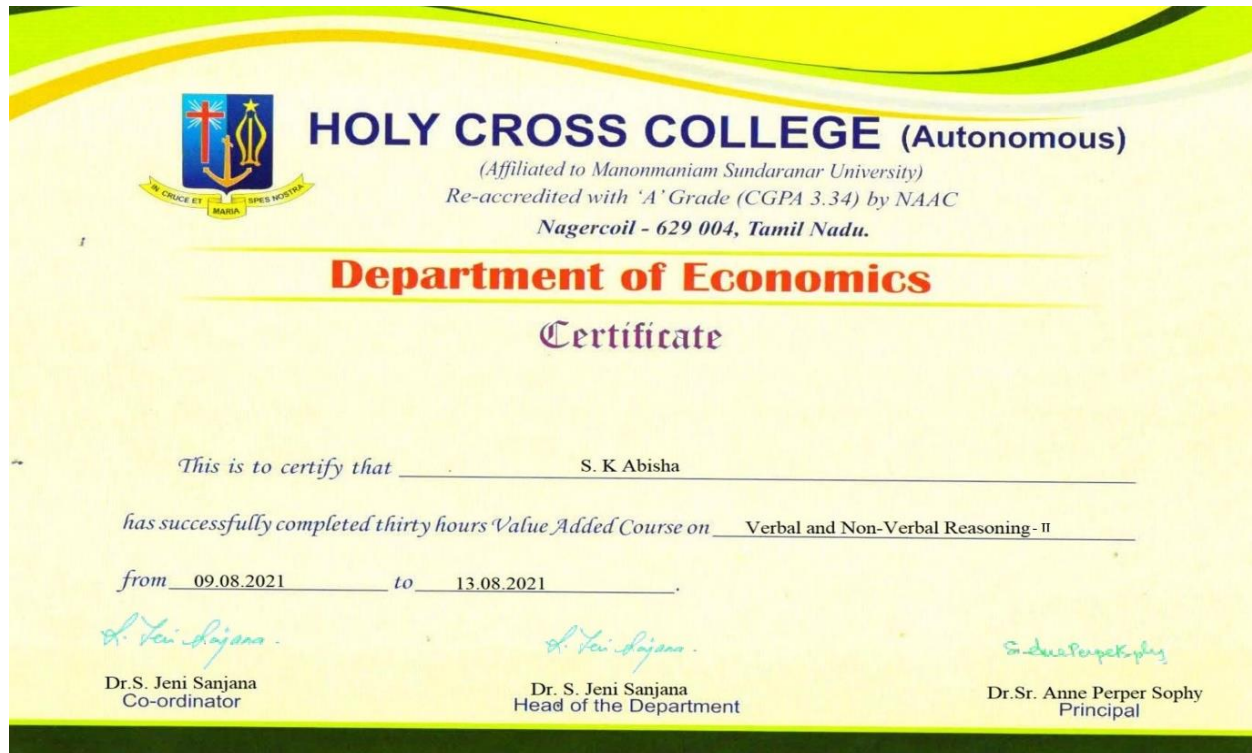 HOLY CROSS COLLEGE (Autonomous)
(Affiliated to Manonmaniam Sundaranar University)
Re-accredited with 'A' Grade (CGPA 3.34) by NAAC
Nagercoil - 629 004, Tamil Nadu.
IN CRUCE ET MARIA SPES NOSTRA
Department of Economics
Certificate
This is to certify that S. K Abisha
has successfully completed thirty hours Value Added Course on Verbal and Non-Verbal Reasoning- II
from 09.08.2021 to 13.08.2021.
Dr.S. Jeni Sanjana Dr. S. Jeni Sanjana Dr.Sr. Anne Perper Sophy
Co-ordinator Head of the Department Principal